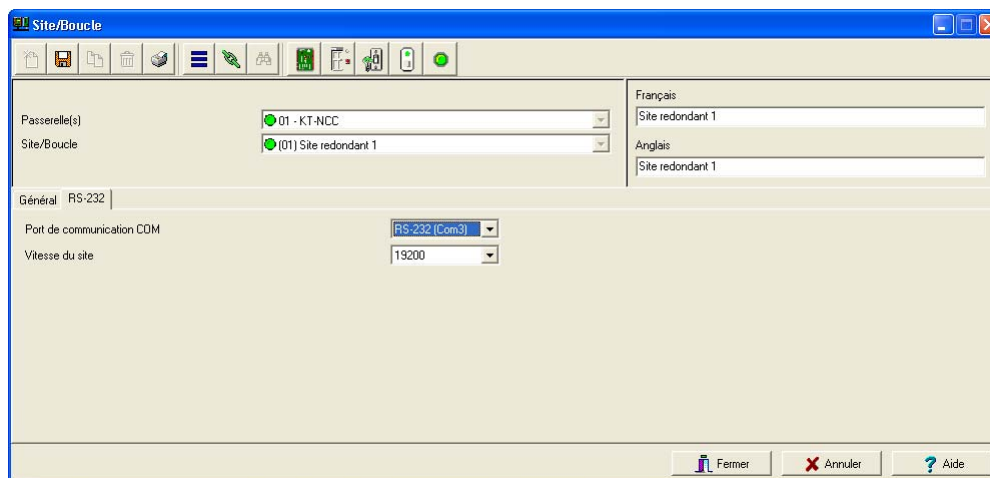 Site/Boucle
Passerelle(s)
01 - KT-NCC
Site/Boucle
(01) Site redondant 1
Français
Site redondant 1
Anglais
Site redondant 1
Général RS-232
Port de communication COM
RS-232 (Com3)
Vitesse du site
19200
Fermer
Annuler
Aide